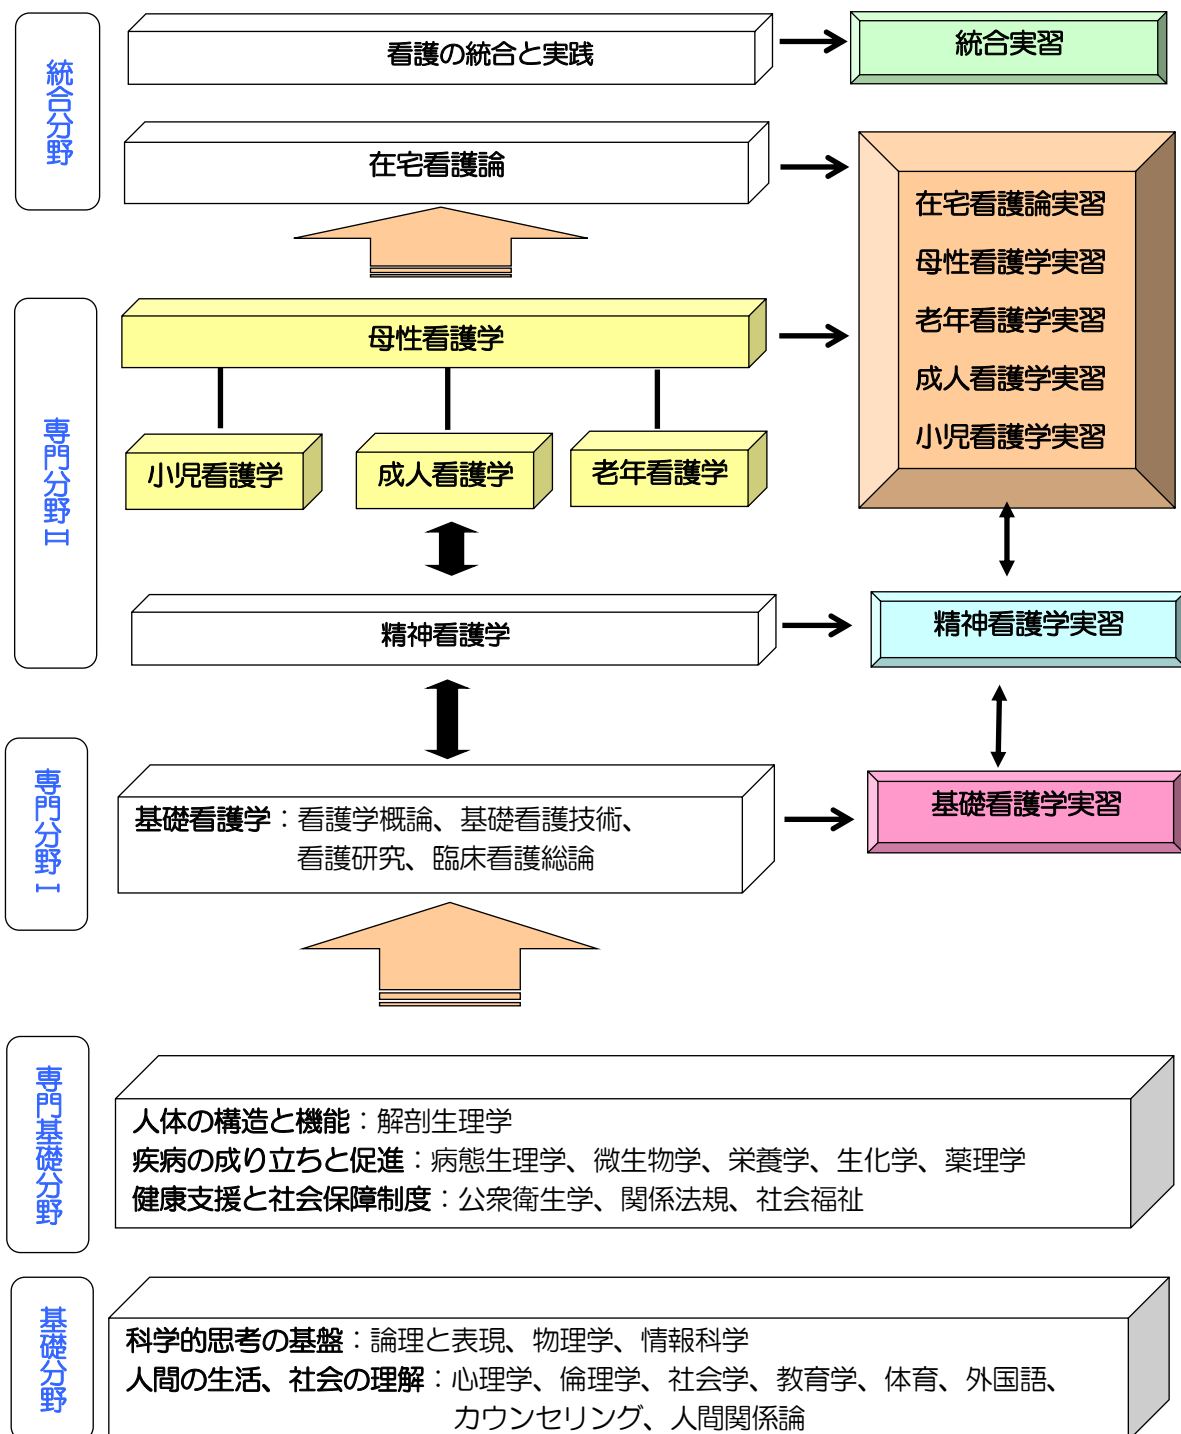 統合分野
看護の統合と実践
統合実習
在宅看護論
在宅看護論実習
母性看護学実習
老年看護学実習
成人看護学実習
小児看護学実習
専門分野Ⅱ
母性看護学
小児看護学
成人看護学
老年看護学
精神看護学
精神看護学実習
専門分野Ⅰ
基礎看護学：看護学概論、基礎看護技術、
看護研究、臨床看護総論
基礎看護学実習
専門基礎分野
人体の構造と機能：解剖生理学
疾病の成り立ちと促進：病態生理学、微生物学、栄養学、生化学、薬理学
健康支援と社会保障制度：公衆衛生学、関係法規、社会福祉
基礎分野
科学的思考の基盤：論理と表現、物理学、情報科学
人間の生活、社会の理解：心理学、倫理学、社会学、教育学、体育、外国語、
カウンセリング、人間関係論